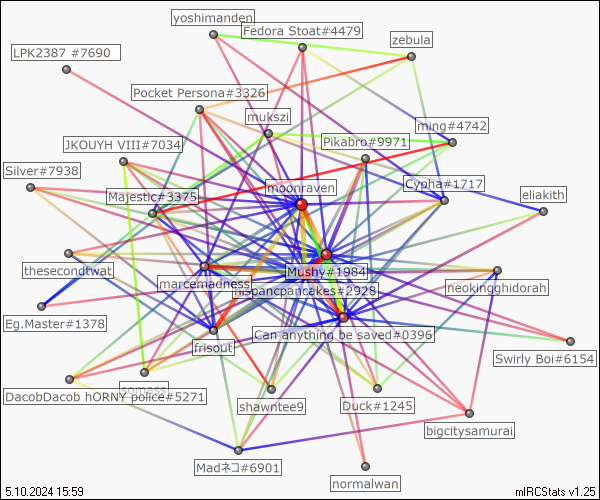 yoshimanden
Fedora Stoat#4479
zebula
LPK2387 #7690
Pocket Persona#3326
mukszi
ming#4742
JKOUYH VIII#7034
Pikabro#9971
Silver#7938
moonraven
Cypha#1717
Majestic#3375
eliakith
thesecondtwat
Mushy#1984
marcemadness
hispancpancakes#2928
neokingghidorah
Eg.Master#1378
Can anything be saved#0396
frisout
Swirly Boi#6154
somass
DacobDacob hORNY police#5271
shawntee9
Duck#1245
bigcitysamurai
Madネコ#6901
normalwan
5.10.2024 15:59
mIRCStats v1.25